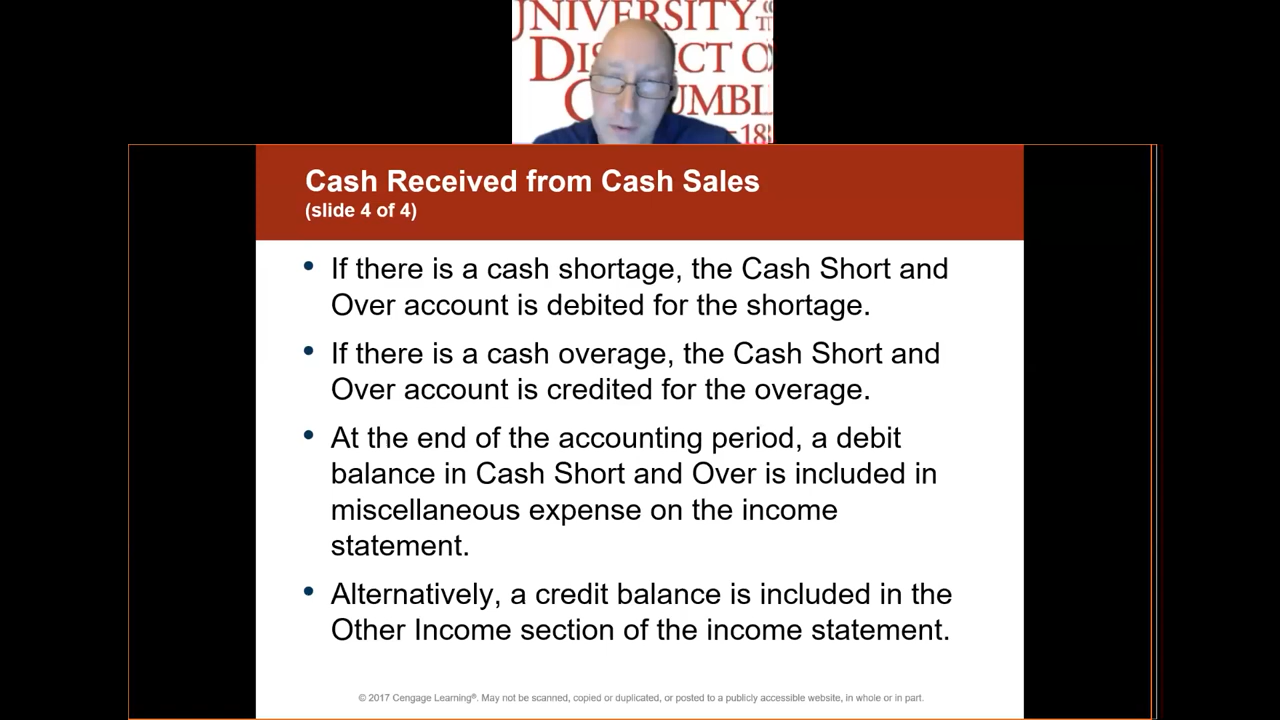 UNIVERSITY
OF
THE
DISTRICT OF
COLUMBIA
Cash Received from Cash Sales
(slide 4 of 4)
• If there is a cash shortage, the Cash Short and
Over account is debited for the shortage.
• If there is a cash overage, the Cash Short and
Over account is credited for the overage.
• At the end of the accounting period, a debit
balance in Cash Short and Over is included in
miscellaneous expense on the income
statement.
• Alternatively, a credit balance is included in the
Other Income section of the income statement.
© 2017 Cengage Learning®. May not be scanned, copied or duplicated, or posted to a publicly accessible website, in whole or in part.